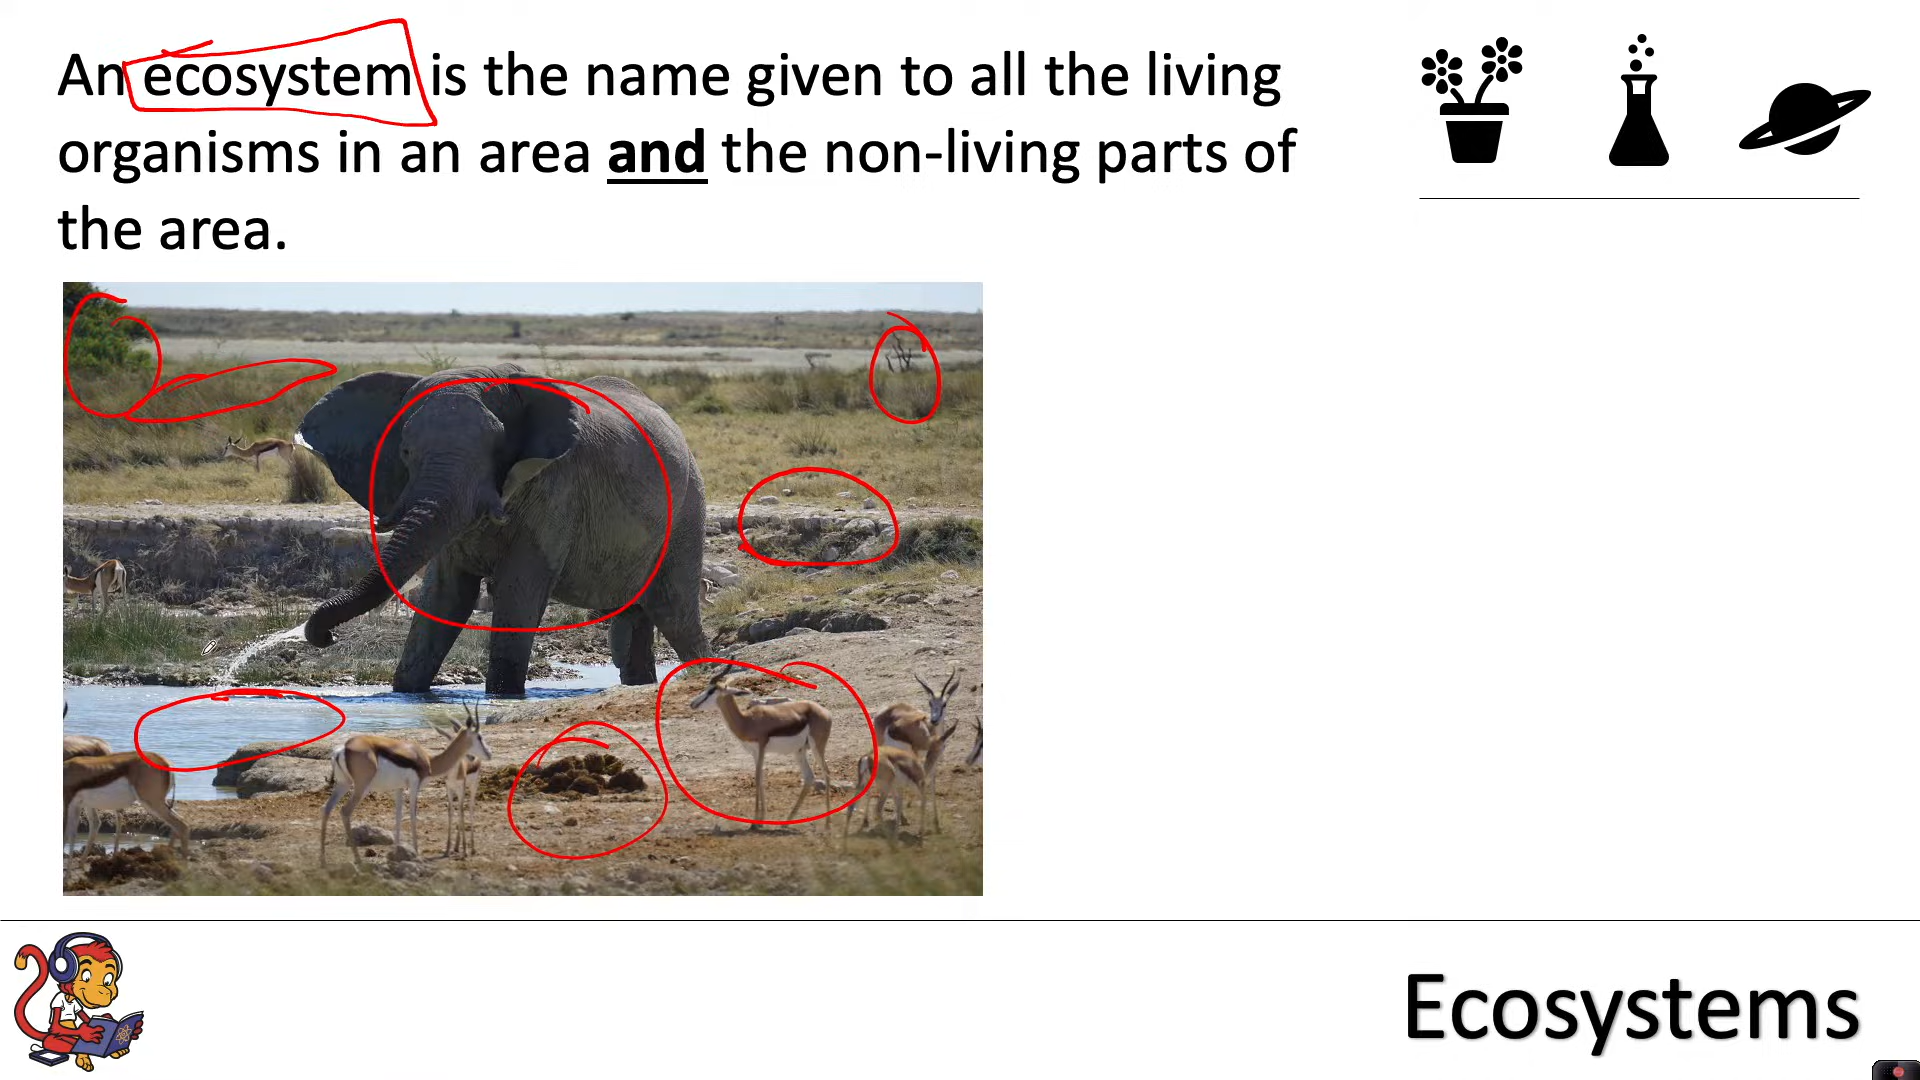 An ecosystem is the name given to all the living
organisms in an area and the non-living parts of
the area.
Ecosystems